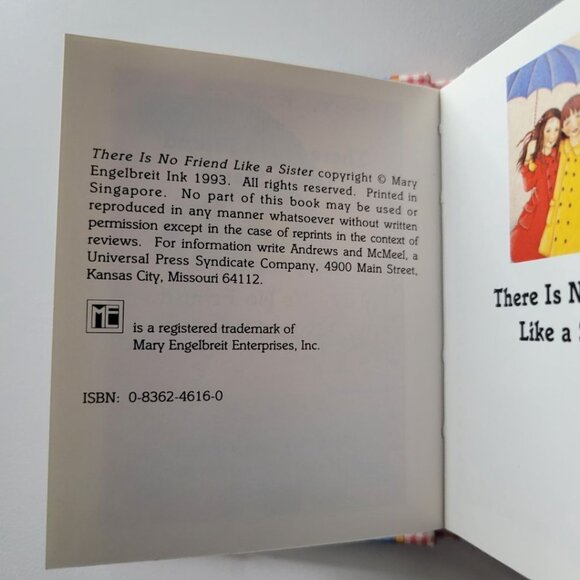 There Is No Friend Like a Sister copyright © Mary
Engelbreit Ink 1993. All rights reserved. Printed in
Singapore. No part of this book may be used or
reproduced in any manner whatsoever without written
permission except in the case of reprints in the context of
reviews. For information write Andrews and McMeel, a
Universal Press Syndicate Company, 4900 Main Street,
Kansas City, Missouri 64112.
ME
is a registered trademark of
Mary Engelbreit Enterprises, Inc.
ISBN: 0-8362-4616-0
There Is N
Like a S